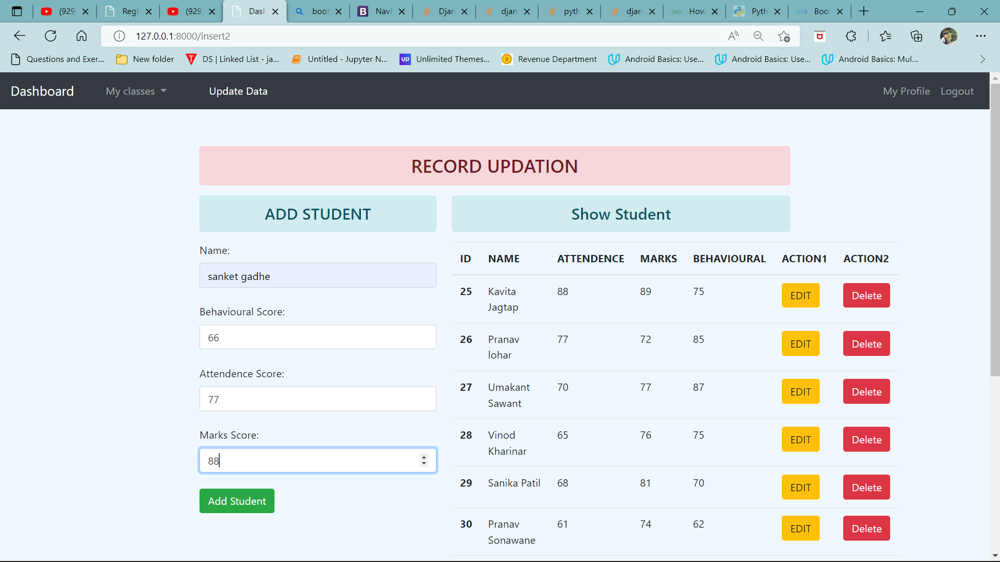 (929 Regi (929 Dash boot Navb Djan djan pyth djan How Pyth Boot
127.0.0.1:8000/insert2
Questions and Exer... New folder DS | Linked List - ja... Untitled - Jupyter N... Unlimited Themes... Revenue Department Android Basics: Use... Android Basics: Use... Android Basics: Mul...
Dashboard My classes Update Data My Profile Logout
RECORD UPDATION
ADD STUDENT
Name:
sanket gadhe
Behavioural Score:
66
Attendence Score:
77
Marks Score:
88
Add Student
Show Student
ID NAME ATTENDENCE MARKS BEHAVIOURAL ACTION1 ACTION2
25 Kavita 88 89 75 EDIT Delete
Jagtap
26 Pranav 77 72 85 EDIT Delete
lohar
27 Umakant 70 77 87 EDIT Delete
Sawant
28 Vinod 65 76 75 EDIT Delete
Kharinar
29 Sanika Patil 68 81 70 EDIT Delete
30 Pranav 61 74 62 EDIT Delete
Sonawane